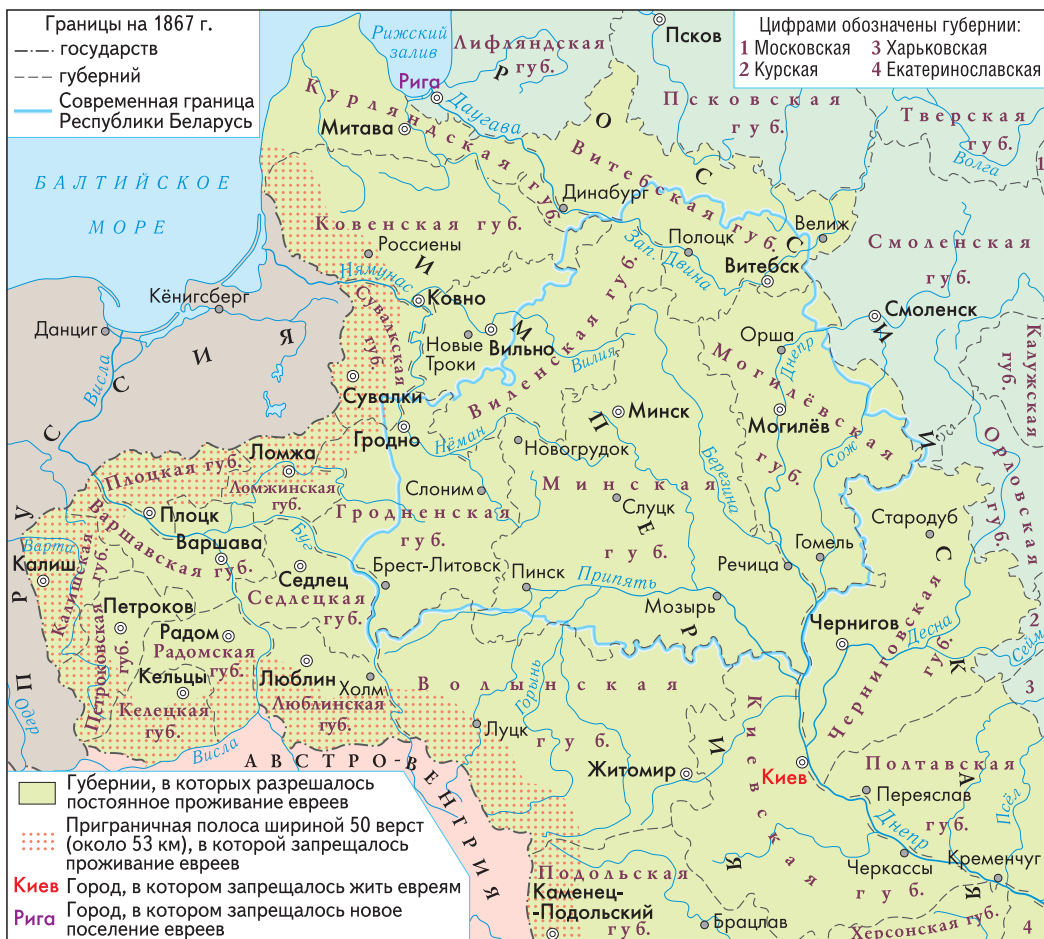 Границы на 1867 г.
государств
губерний
Современная граница
Республики Беларусь
Цифрами обозначены губернии:
1 Московская 3 Харьковская
2 Курская 4 Екатеринославская
Рижский
залив
Лифляндская
губ.
Псков
Рига
Даугава
Курляндская губ.
Митава
Псковская
губ.
Тверская
губ.
Волга
1
БАЛТИЙСКОЕ
МОРЕ
РОССИЙСКАЯ
ИМПЕРИЯ
Витебская губ.
Динабург
Ковенская губ.
Россиены
Полоцк
Велиж
Зап. Двина
Витебск
Смоленская
губ.
Нямунас
Ковно
Кёнигсберг
Данциг
Висла
ПРУССИЯ
Сувалкская
губ.
Новые
Троки
Вильно
Вилия
Виленская губ.
Орша
Днепр
Смоленск
Калужская
губ.
Могилёвская
губ.
Сувалки
Минск
Могилёв
Гродно
Нёман
Новогрудок
Березина
Сож
Орловская
губ.
Плоцкая губ.
Ломжа
Ломжинская
губ.
Слоним
Минская
губ.
Слуцк
Гродненская
губ.
Плоцк
Варшавская губ.
Варшава
Буг
Стародуб
Варта
Калиш
Калишская
губ.
Седлец
Седлецкая
губ.
Брест-Литовск
Пинск
Припять
Речица
Гомель
Мозырь
Петроков
Петроковская
губ.
Радом
Радомская
губ.
Чернигов
Десна
Черниговская
губ.
2
Сейм
3
Кельцы
Келецкая
губ.
Люблин
Холм
Люблинская
губ.
Волынская
губ.
Горынь
Луцк
Одер
Висла
АВСТРО-ВЕНГРИЯ
Житомир
Киевская
губ.
Киев
Полтавская
губ.
Переяслав
Псёл
Днепр
Черкассы
Кременчуг
Подольская
губ.
Каменец-
-Подольский
Брацлав
Херсонская губ.
4
Губернии, в которых разрешалось
постоянное проживание евреев
Приграничная полоса шириной 50 верст
(около 53 км), в которой запрещалось
проживание евреев
Киев Город, в котором запрещалось жить евреям
Рига Город, в котором запрещалось новое
поселение евреев